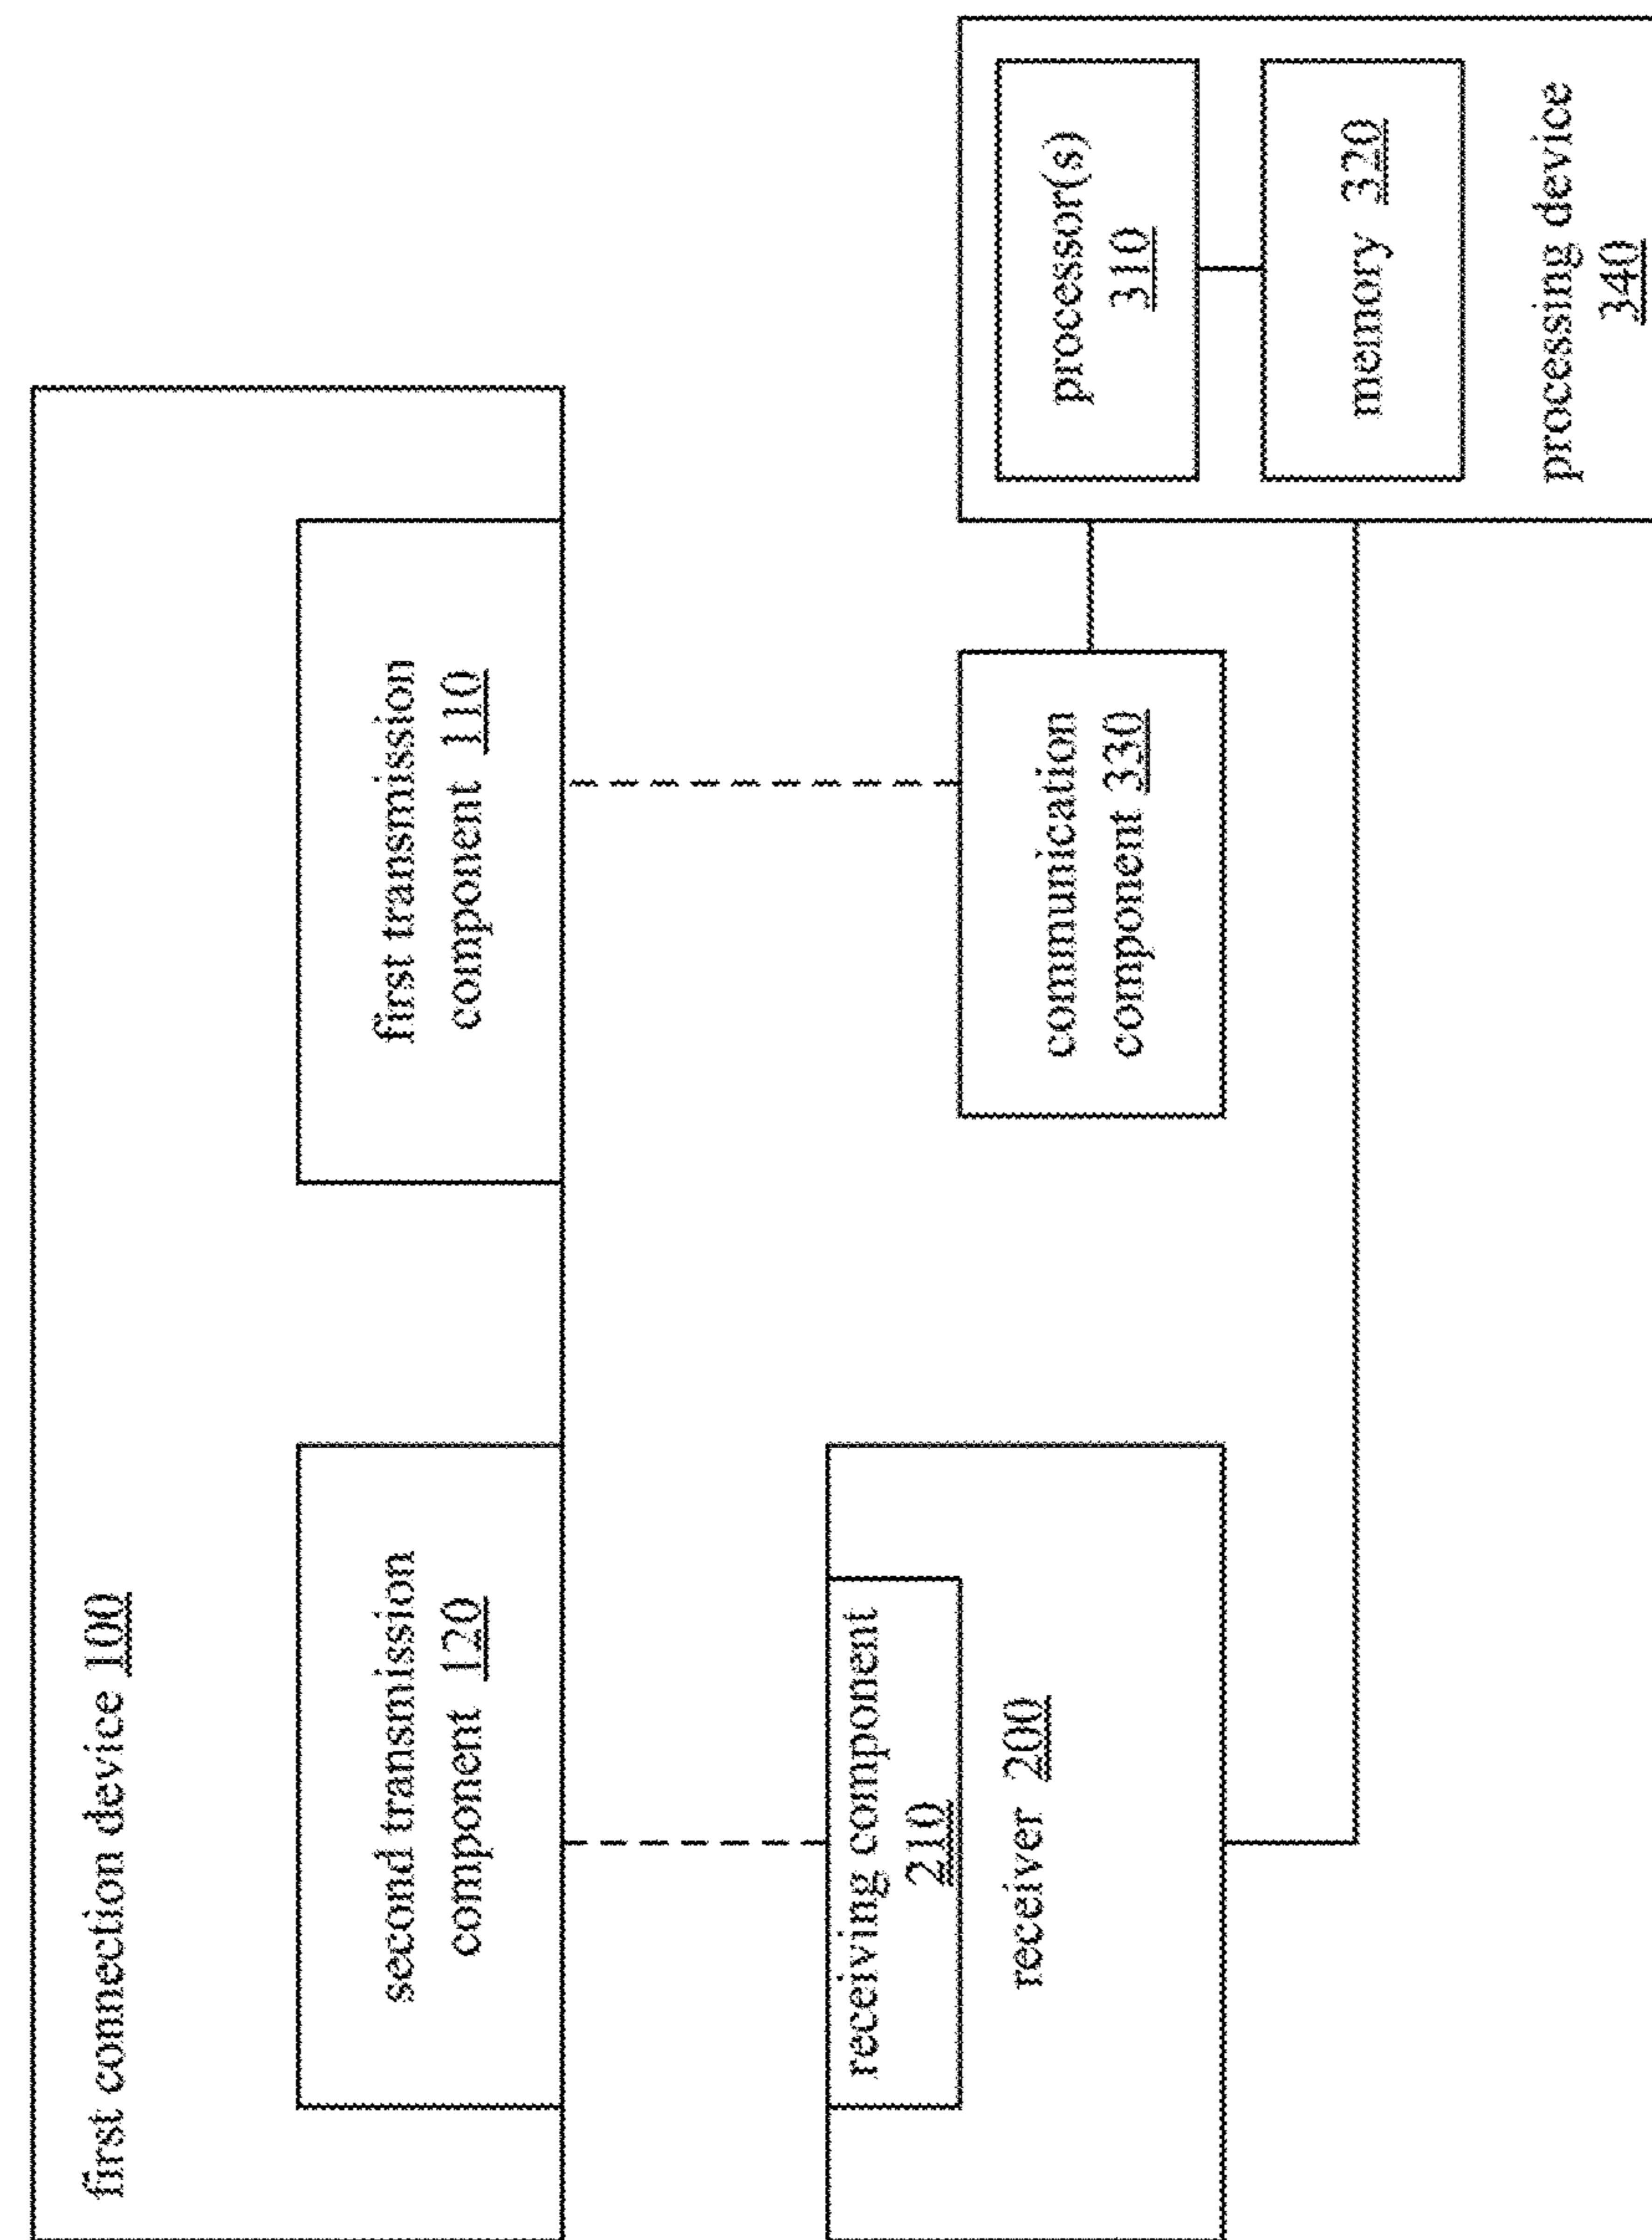 first connection device 100
second transmission
component 120
first transmission
component 110
receiving component
210
receiver 200
communication
component 330
processor(s)
310
memory 320
processing device
340